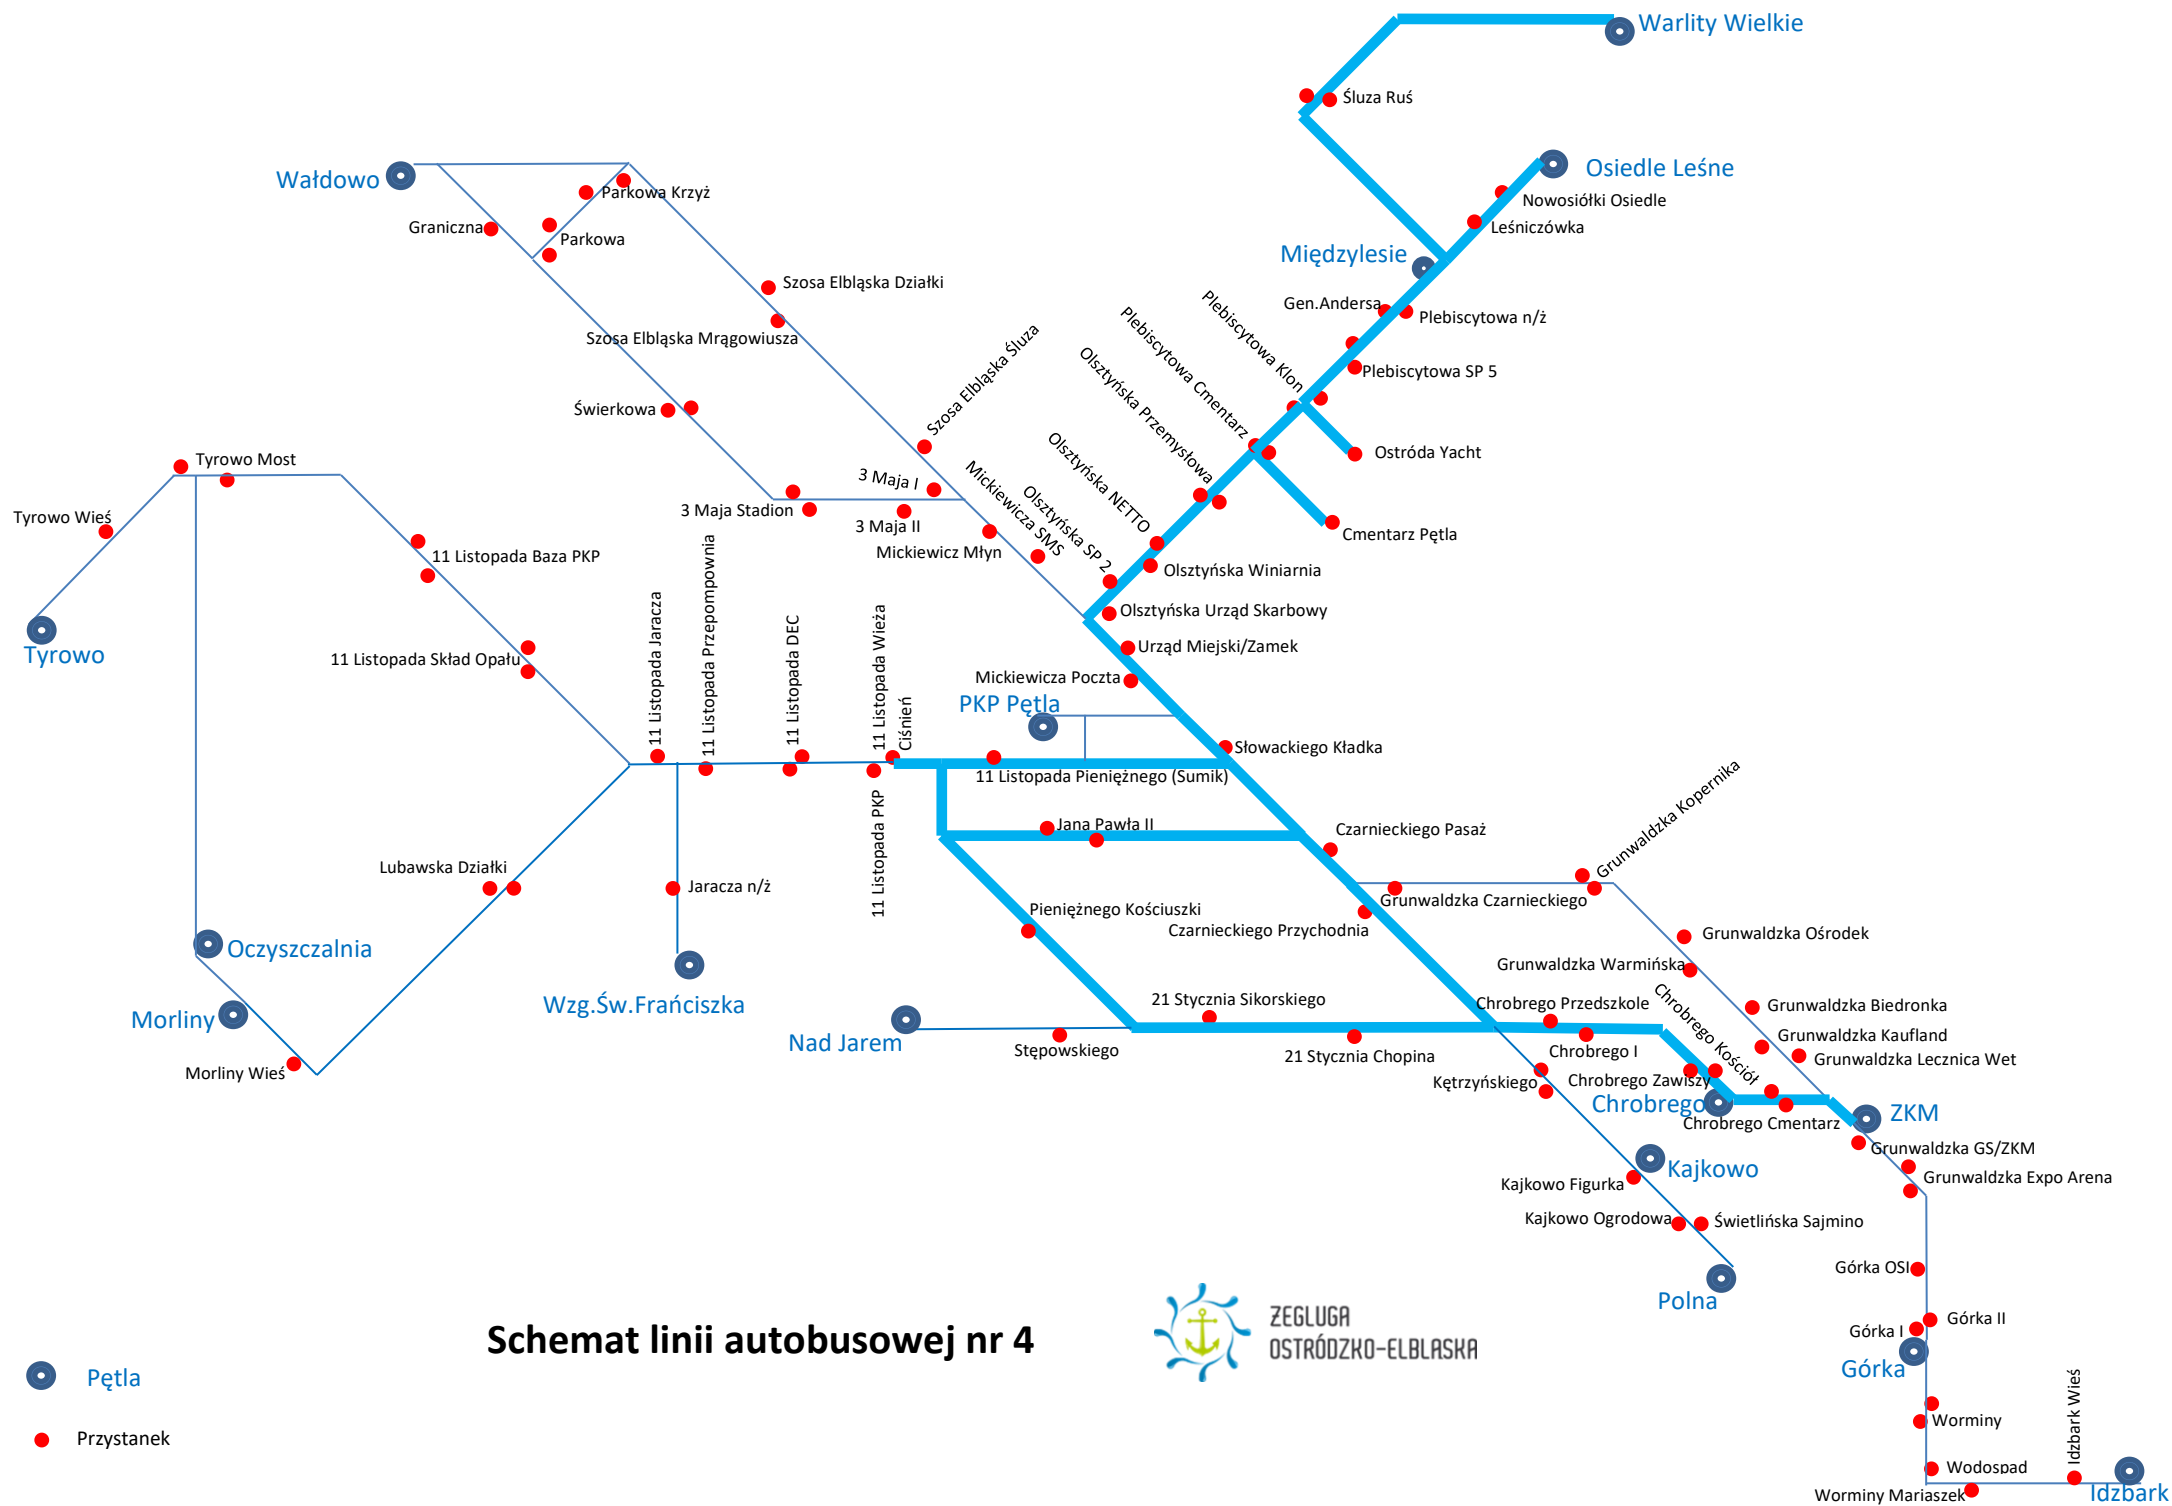 Warlity Wielkie
Śluza Ruś
Osiedle Leśne
Wałdowo
Parkowa Krzyż
Nowosiółki Osiedle
Graniczna
Parkowa
Leśniczówka
Międzylesie
Szosa Elbląska Działki
Gen.Andersa
Plebiscytowa n/ż
Szosa Elbląska Mrągowiusza
Szosa Elbląska Śluza
Plebiscytowa Klon
Plebiscytowa Cmentarz
Olsztyńska Przemysłowa
Plebiscytowa SP 5
Świerkowa
Olsztyńska NETTO
Ostróda Yacht
Tyrowo Most
3 Maja I
Mickiewicza SMS
Olsztyńska SP 2
3 Maja Stadion
3 Maja II
Tyrowo Wieś
Mickiewicz Młyn
Cmentarz Pętla
11 Listopada Baza PKP
Olsztyńska Winiarnia
Olsztyńska Urząd Skarbowy
11 Listopada Jaracza
11 Listopada Przepompownia
11 Listopada DEC
11 Listopada Wieża
Ciśnień
Urząd Miejski/Zamek
Tyrowo
11 Listopada Skład Opału
Mickiewicza Poczta
PKP Pętla
Słowackiego Kładka
11 Listopada Pieniężnego (Sumik)
Grunwaldzka Kopernika
11 Listopada PKP
Jana Pawła II
Czarnieckiego Pasaż
Lubawska Działki
Jaracza n/ż
Grunwaldzka Czarnieckiego
Pieniężnego Kościuszki
Czarnieckiego Przychodnia
Grunwaldzka Ośrodek
Oczyszczalnia
Grunwaldzka Warmińska
Wzg.Św.Frańciszka
21 Stycznia Sikorskiego
Chrobrego Przedszkole
Chrobrego Kościół
Grunwaldzka Biedronka
Morliny
Nad Jarem
Stępowskiego
21 Stycznia Chopina
Chrobrego I
Grunwaldzka Kaufland
Grunwaldzka Lecznica Wet
Morliny Wieś
Kętrzyńskiego
Chrobrego Zawiszy
Chrobrego
ZKM
Chrobrego Cmentarz
Grunwaldzka GS/ZKM
Kajkowo
Kajkowo Figurka
Grunwaldzka Expo Arena
Kajkowo Ogrodowa
Świetlińska Sajmino
Górka OSI
Polna
Górka II
Górka I
Górka
Schemat linii autobusowej nr 4
ŻEGLUGA
OSTRÓDZKO-ELBLASKA
Pętla
Przystanek
Worminy
Idzbark Wieś
Wodospad
Worminy Mariaszek
Idzbark